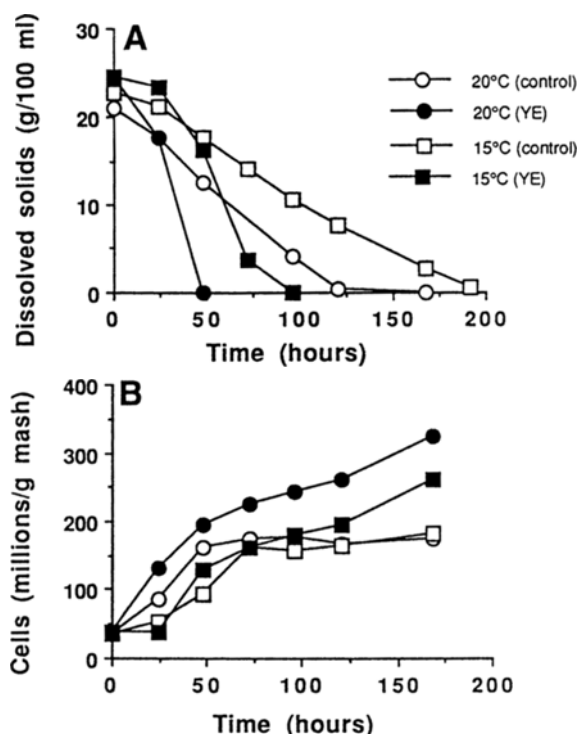 A
Dissolved solids (g/100 ml)
30
20
10
0
0 50 100 150 200
Time (hours)
20°C (control)
20°C (YE)
15°C (control)
15°C (YE)
B
Cells (millions/g mash)
400
300
200
100
0
0 50 100 150 200
Time (hours)